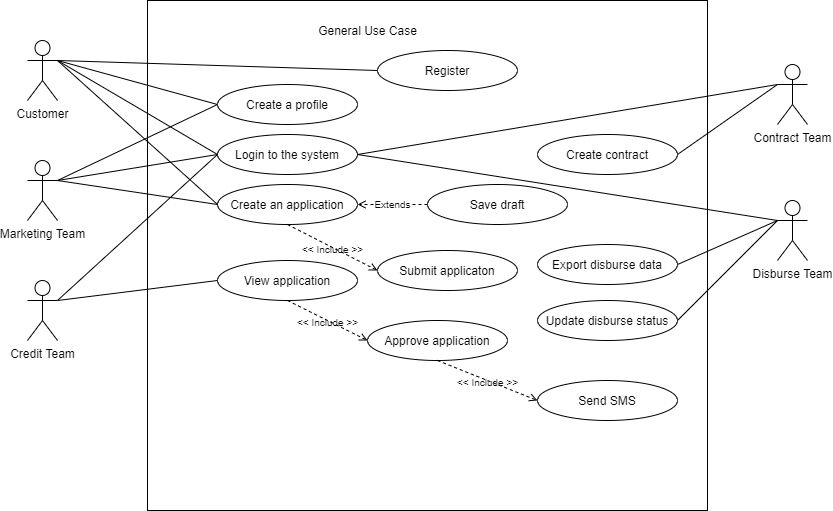 General Use Case
Register
Customer
Create a profile
Contract Team
Login to the system
Create contract
Marketing Team
Create an application
Extends
Save draft
<< Include >>
Submit applicaton
Export disburse data
Disburse Team
View application
<< Include >>
Update disburse status
Credit Team
Approve application
<< Include >>
Send SMS